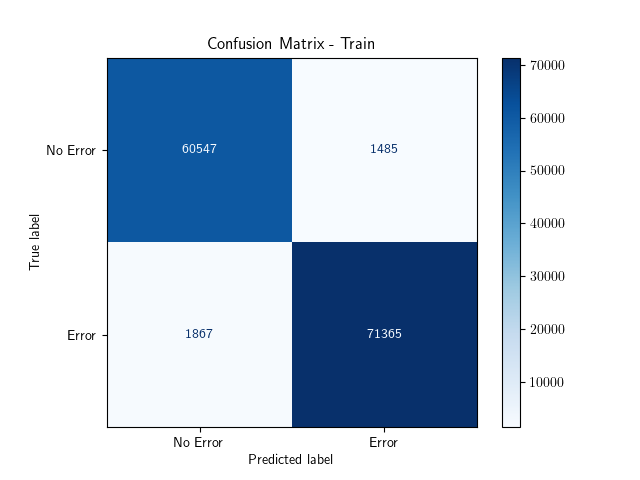 Confusion Matrix - Train
70000
60000
50000
40000
30000
20000
10000
True label
No Error
60547
1485
Error
1867
71365
No Error
Error
Predicted label